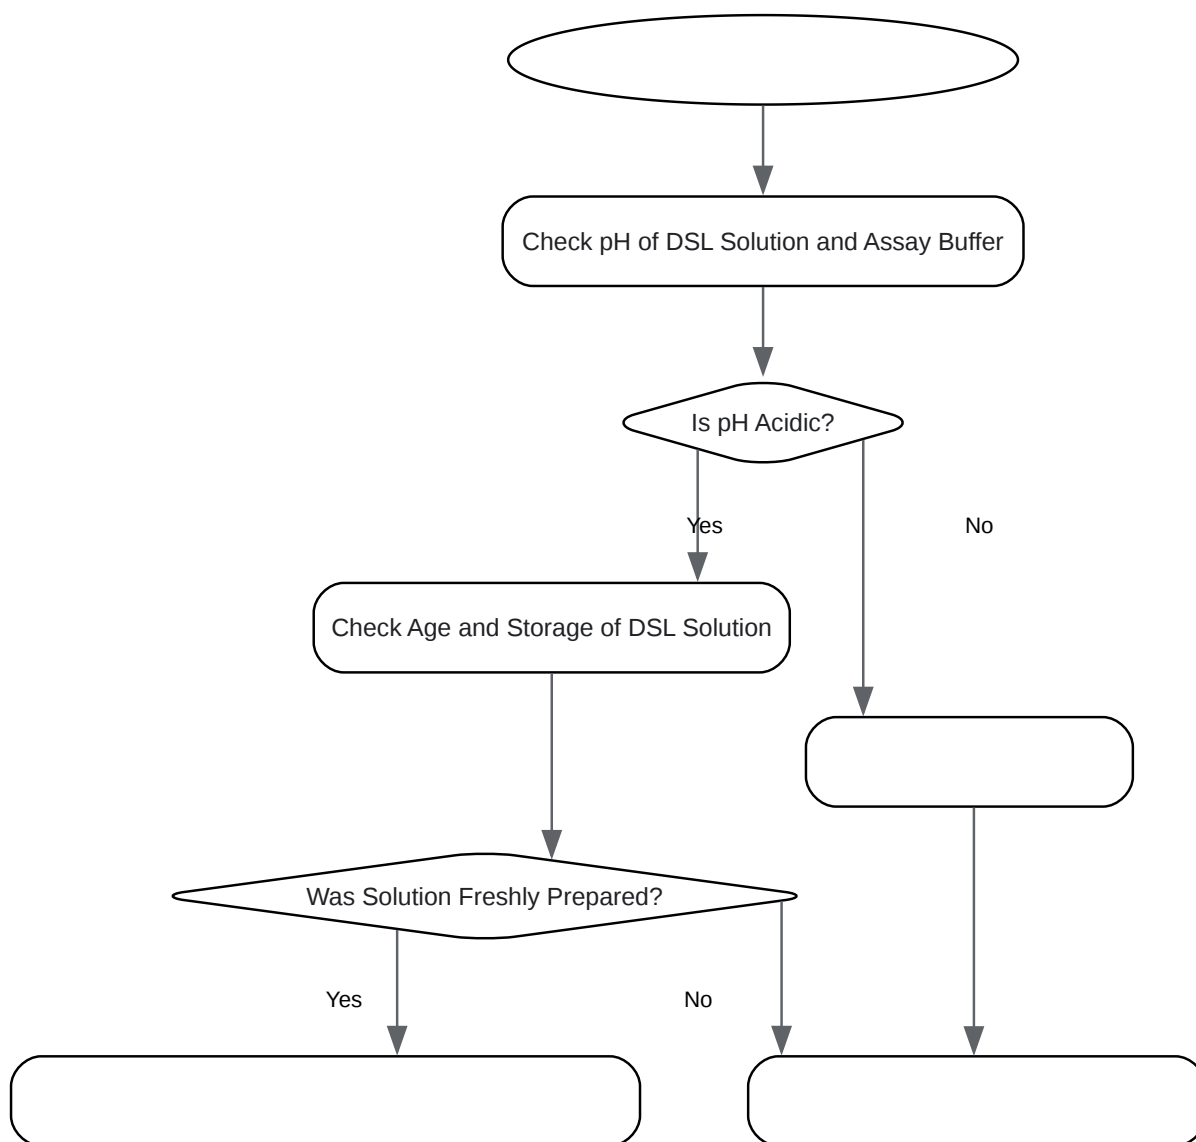 Check pH of DSL Solution and Assay Buffer
Is pH Acidic?
Yes
No
Check Age and Storage of DSL Solution
Was Solution Freshly Prepared?
Yes
No